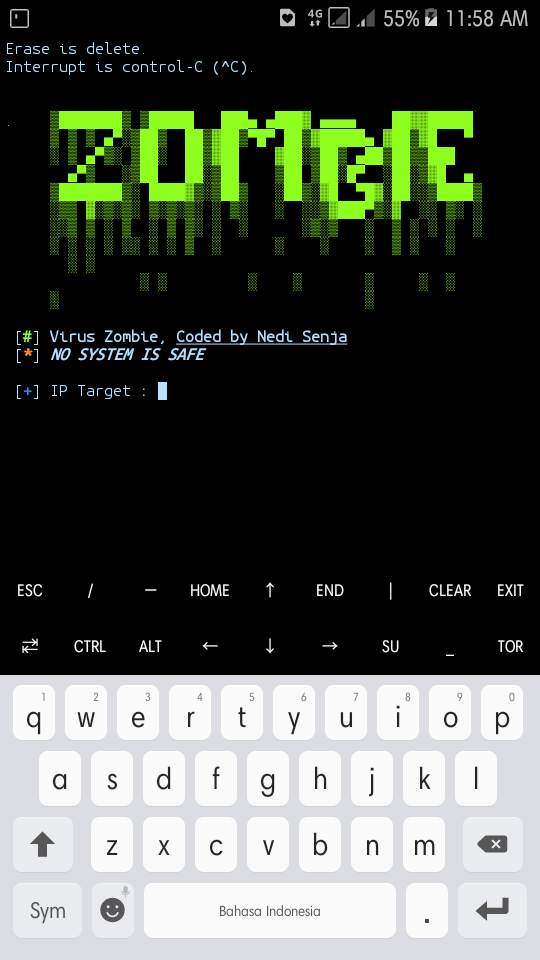 4G 55% 11:58 AM
Erase is delete.
Interrupt is control-C (^C).
ZOMBIE
[#] Virus Zombie, Coded by Nedi Senja
[*] NO SYSTEM IS SAFE
[+] IP Target :
ESC / — HOME ↑ END | CLEAR EXIT
⇄ CTRL ALT ← ↓ → SU _ TOR
1 2 3 4 5 6 7 8 9 0
q w e r t y u i o p
a s d f g h j k l
z x c v b n m
Sym Bahasa Indonesia .